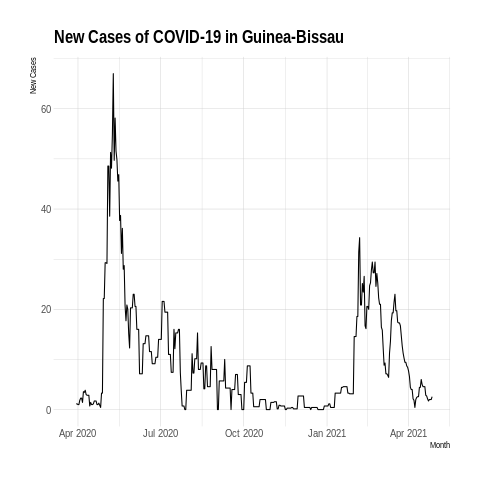 New Cases of COVID-19 in Guinea-Bissau
New Cases
60
40
20
0
Apr 2020 Jul 2020 Oct 2020 Jan 2021 Apr 2021
Month